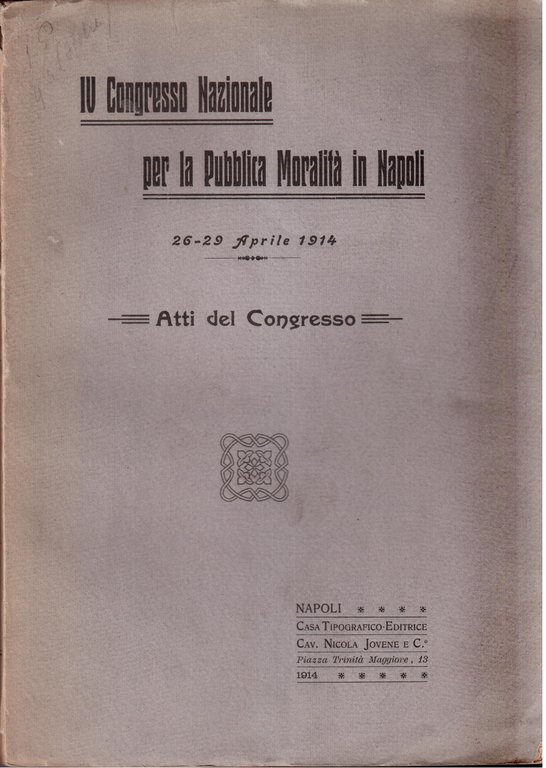 IV Congresso Nazionale
per la Pubblica Moralità in Napoli
26-29 Aprile 1914
Atti del Congresso
NAPOLI
CASA TIPOGRAFICO-EDITRICE
CAV. NICOLA JOVENE E C.º
Piazza Trinità Maggiore, 13
1914